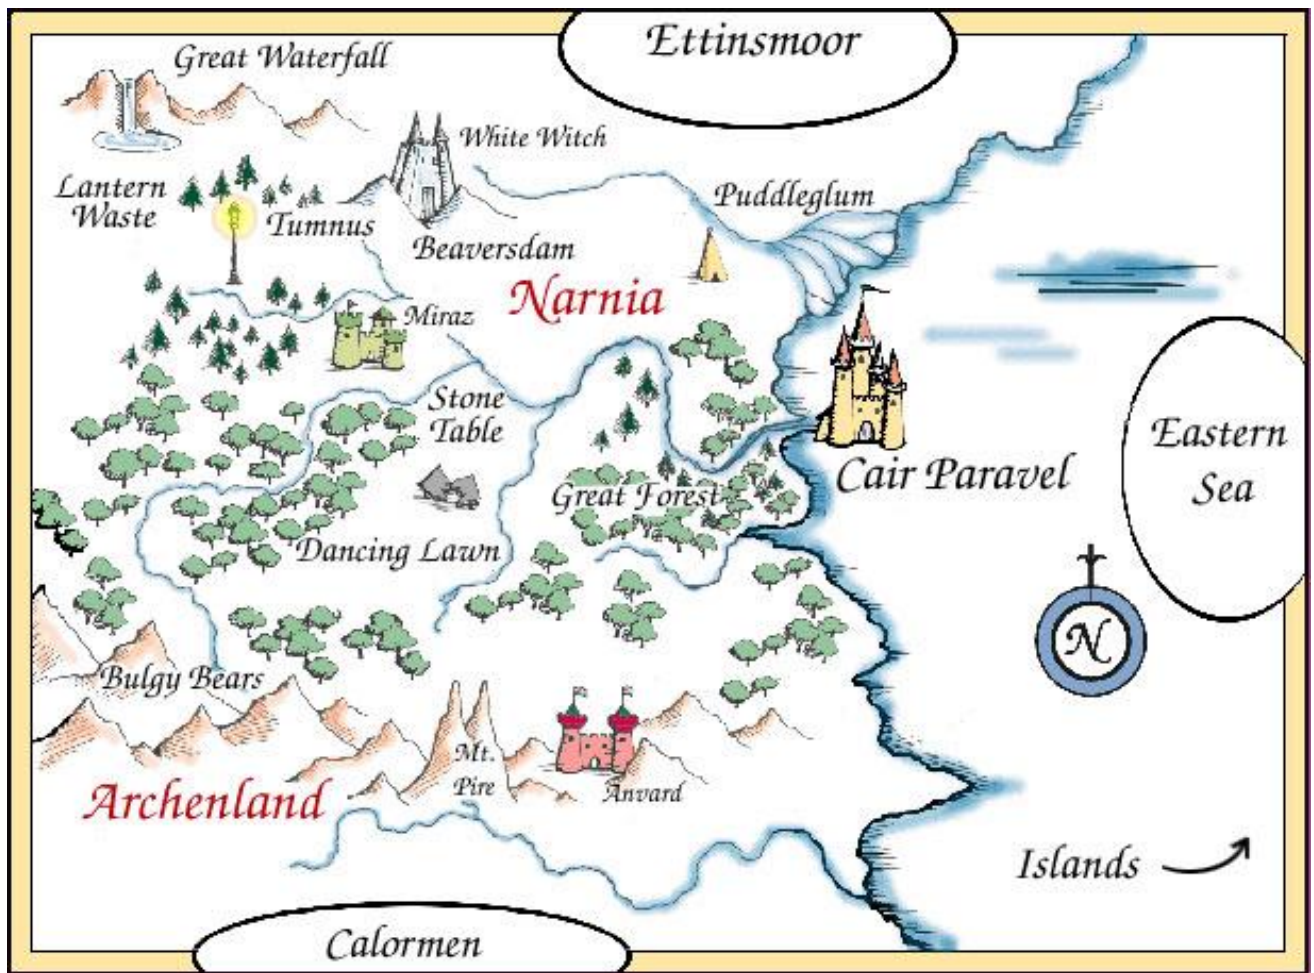 Ettinsmoor
Great Waterfall
White Witch
Lantern
Waste
Tumnus
Puddleglum
Beaversdam
Narnia
Miraz
Stone
Table
Eastern
Sea
Cair Paravel
Great Forest
Dancing Lawn
N
Bulgy Bears
Mt.
Pire
Anvard
Archenland
Islands
Calormen